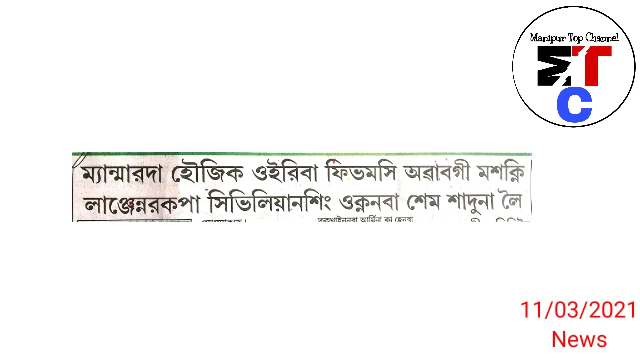 Manipur Top Channel
MTC
ম্যান্মারদা হৌজিক ওইরিবা ফিভমসি অৱাবগী মশক্নি
লাঞ্জেন্নরকপা সিভিলিয়ানশিং ওক্নবা শেম শাদুনা লৈ
11/03/2021
News